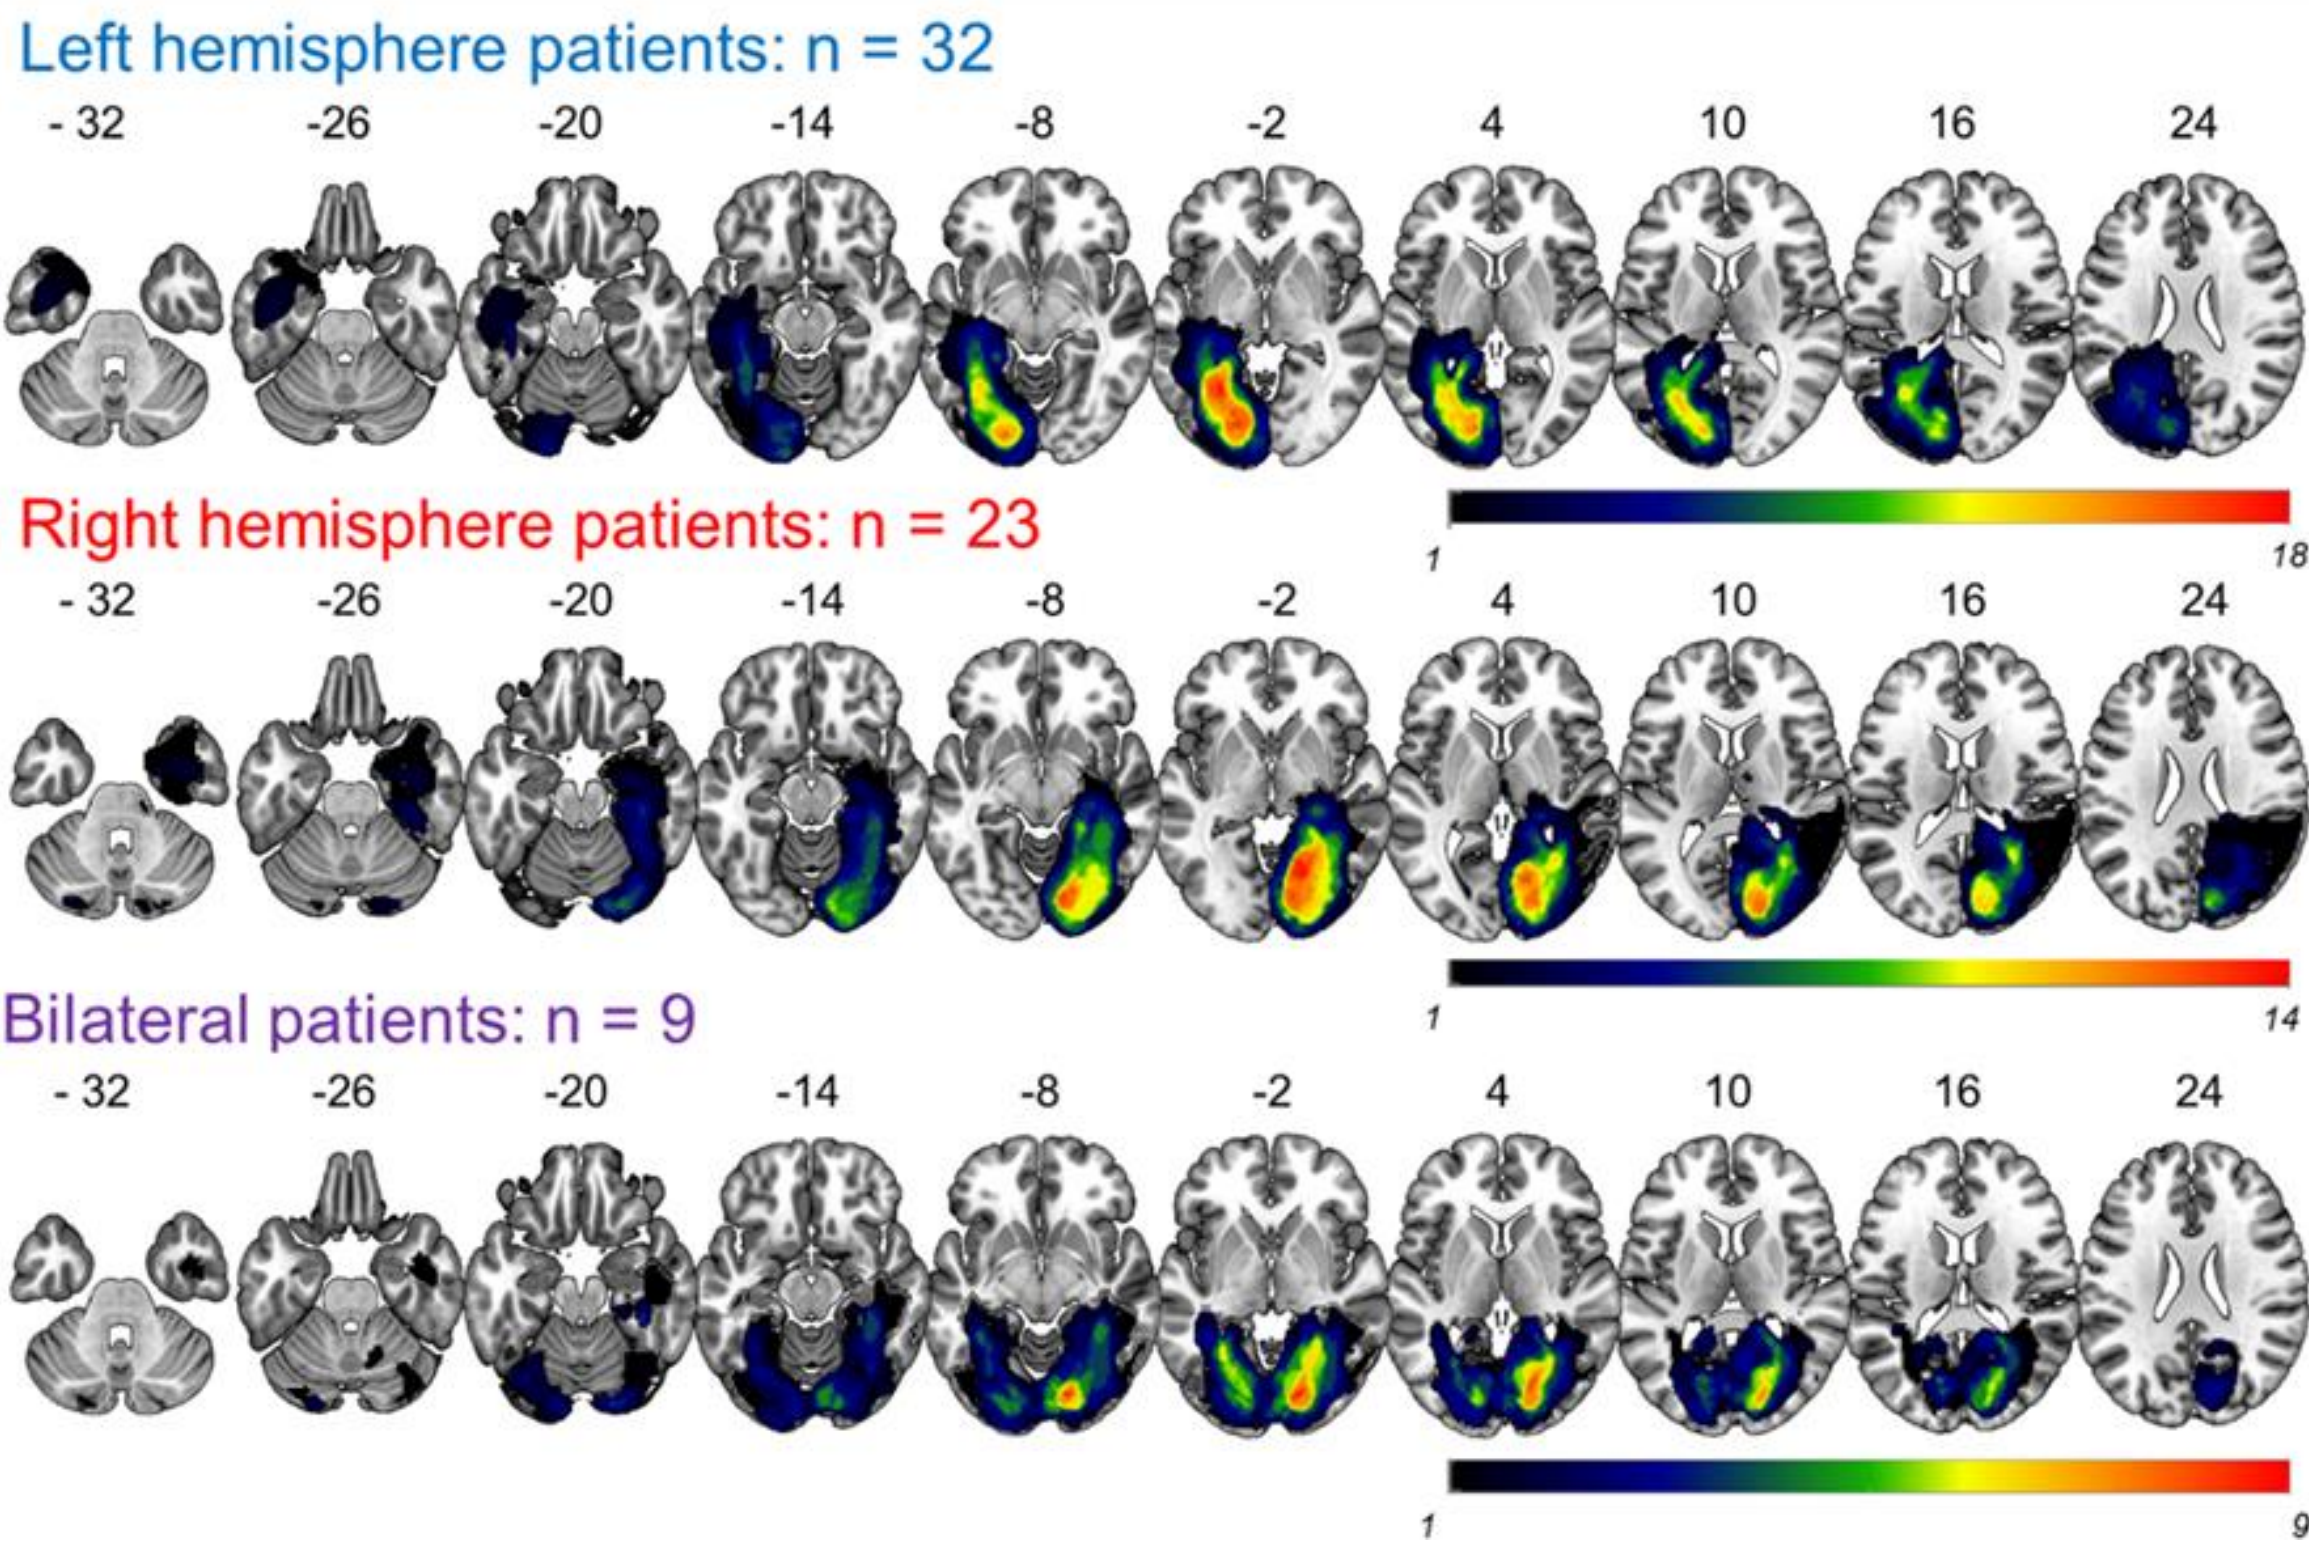 Left hemisphere patients: n = 32
- 32 -26 -20 -14 -8 -2 4 10 16 24
1 18
Right hemisphere patients: n = 23
- 32 -26 -20 -14 -8 -2 4 10 16 24
1 14
Bilateral patients: n = 9
- 32 -26 -20 -14 -8 -2 4 10 16 24
1 9